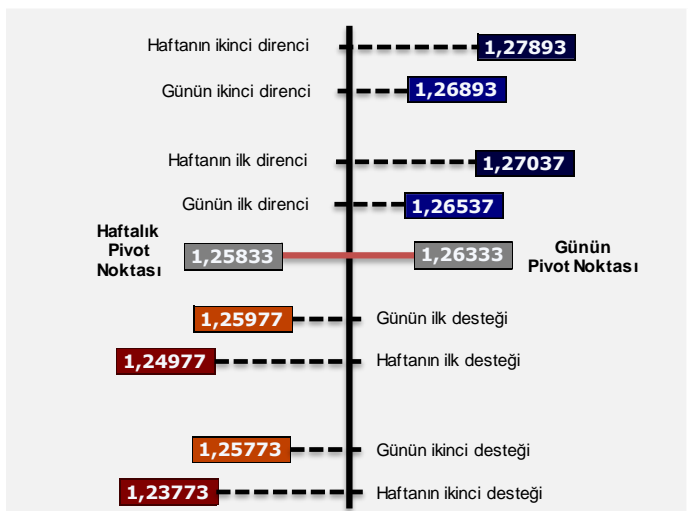 Haftanın ikinci direnci
1,27893
Günün ikinci direnci
1,26893
Haftanın ilk direnci
1,27037
Günün ilk direnci
1,26537
Haftalık
Pivot
Noktası
1,25833
1,26333
Günün
Pivot Noktası
1,25977
Günün ilk desteği
1,24977
Haftanın ilk desteği
1,25773
Günün ikinci desteği
1,23773
Haftanın ikinci desteği